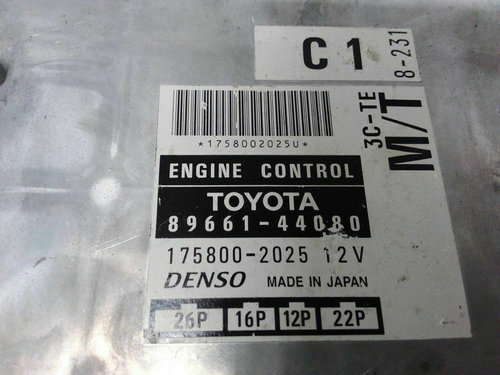 C 1
8-231
3C-TE
M/T
*1758002025U*
ENGINE CONTROL
TOYOTA
89661-44080
175800-2025 12V
DENSO MADE IN JAPAN
26P 16P 12P 22P